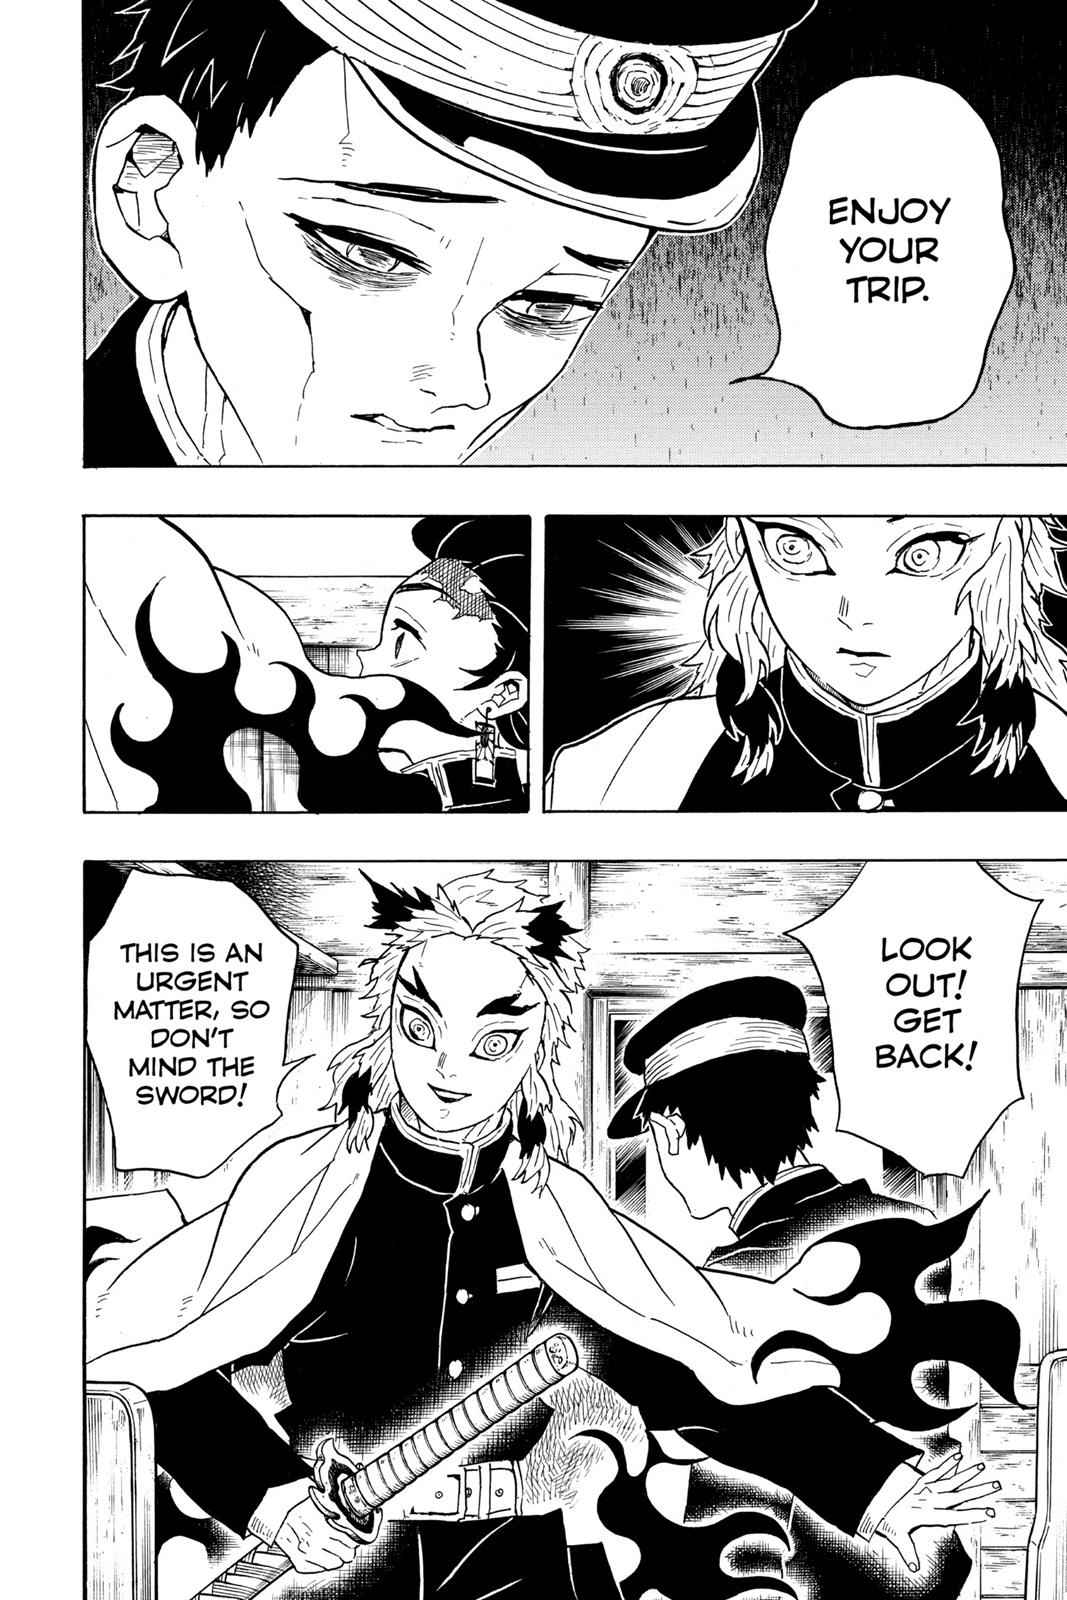 ENJOY
YOUR
TRIP.
LOOK
OUT!
GET
BACK!
THIS IS AN
URGENT
MATTER, SO
DON'T
MIND THE
SWORD!